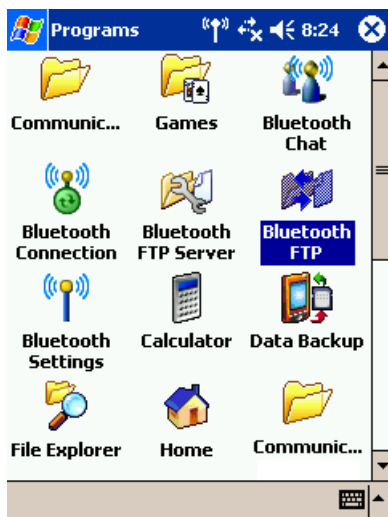 Programs 8:24
Communic... Games Bluetooth Chat
Bluetooth Connection Bluetooth FTP Server Bluetooth FTP
Bluetooth Settings Calculator Data Backup
File Explorer Home Communic...